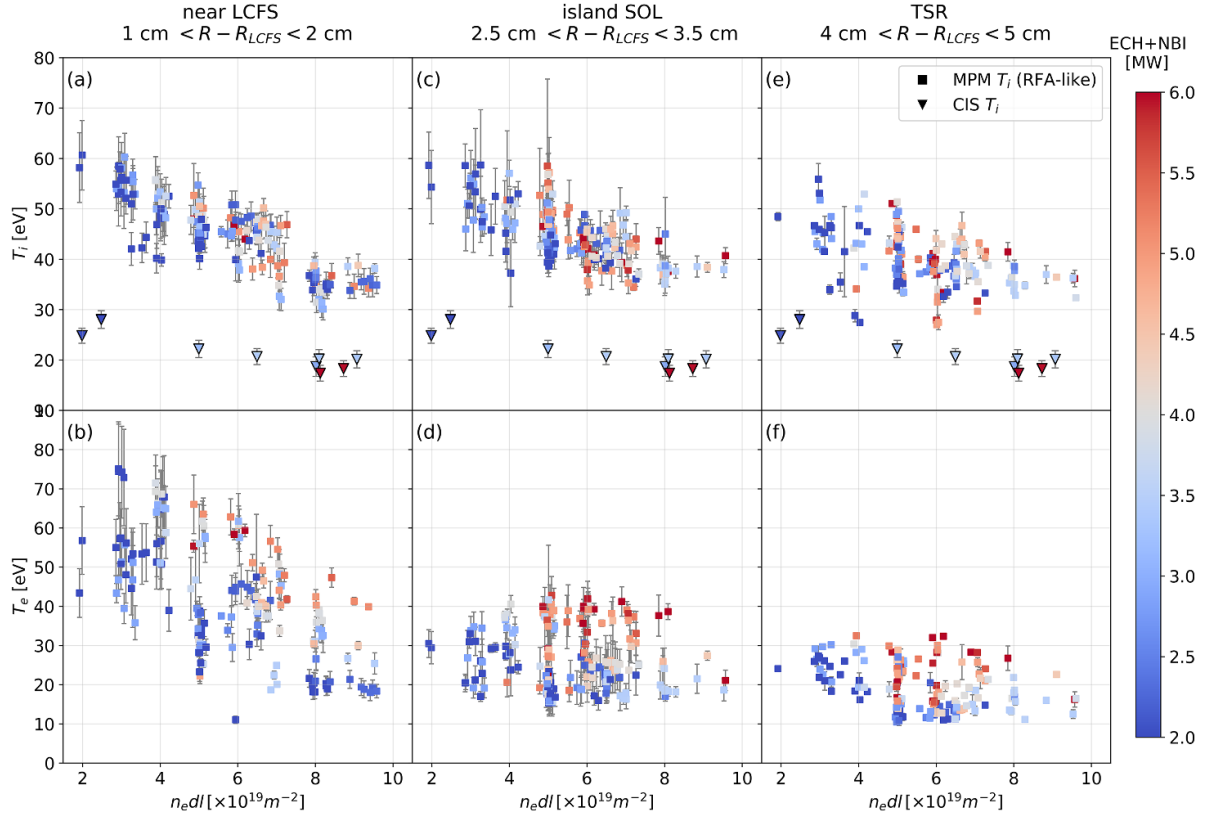 near LCFS
1 cm < R − R_LCFS < 2 cm
island SOL
2.5 cm < R − R_LCFS < 3.5 cm
TSR
4 cm < R − R_LCFS < 5 cm
ECH+NBI
[MW]
(a)
(c)
(e)
MPM T_i (RFA-like)
CIS T_i
80
70
60
50
40
30
20
10
T_i [eV]
(b)
(d)
(f)
90
80
70
60
50
40
30
20
10
0
T_e [eV]
2 4 6 8 10
2 4 6 8 10
2 4 6 8 10
n_e dl [×10^19 m^−2]
n_e dl [×10^19 m^−2]
n_e dl [×10^19 m^−2]
6.0
5.5
5.0
4.5
4.0
3.5
3.0
2.5
2.0